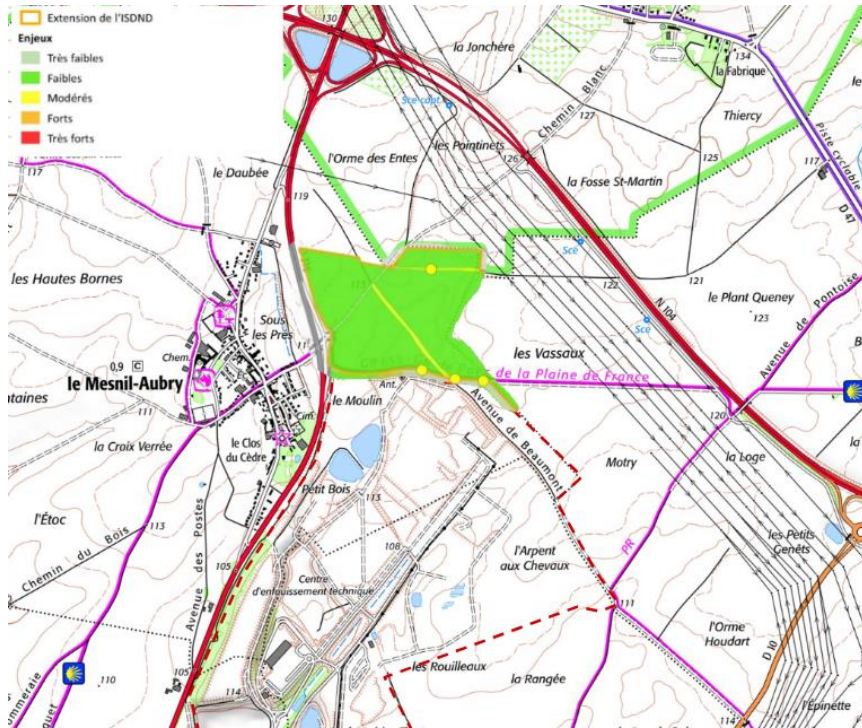 Extension de l'ISDND
Enjeux
Très faibles
Faibles
Modérés
Forts
Très forts
130
la Jonchère
134
la Fabrique
Sce capt.
Chemin Blanc
127
Thiercy
les Pointinets
l'Orme des Entes
126
125
117
Piste cyclable
D 47
117
le Daubée
la Fosse St-Martin
119
Sce
les Hautes Bornes
122
121
le Plant Queney
123
N 104
Sous
les Prés
Sce
Avenue de Pontoise
0,9 C
Chem.
les Vassaux
le Mesnil-Aubry
de la Plaine de France
Ant.
111
le Moulin
Avenue de Beaumont
120
Cim.
la Croix Verrée
le Clos
du Cèdre
la Loge
Motry
Petit Bois
113
l'Étoc
113
les Petits
Genêts
Chemin du Bois
Avenue des Postes
108
l'Arpent
aux Chevaux
PR
105
Centre
d'enfouissement technique
111
l'Orme
Houdart
D 10
105
les Rouilleaux
la Rangée
110
114
l'Épinette
114